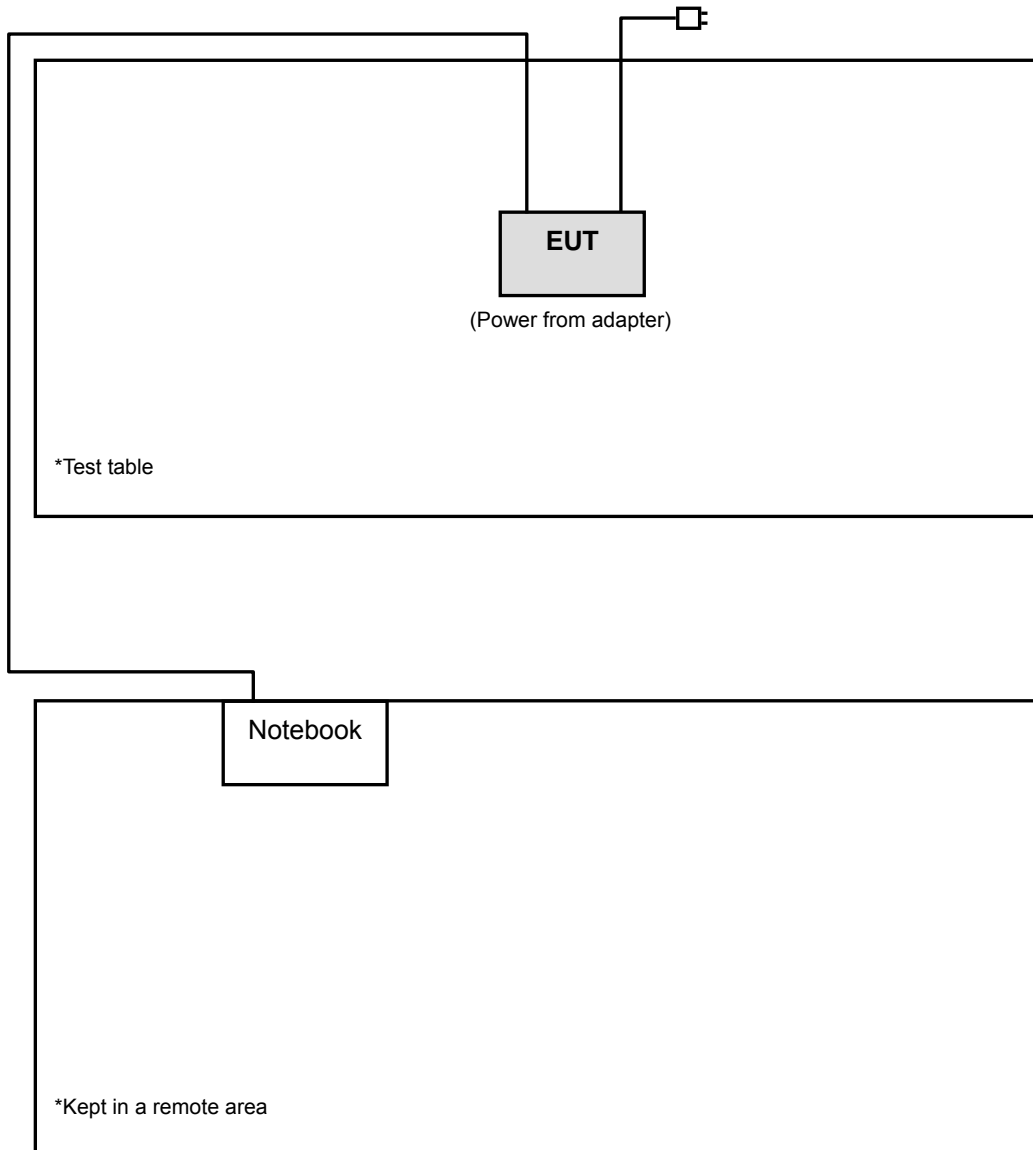 EUT
(Power from adapter)
*Test table
Notebook
*Kept in a remote area